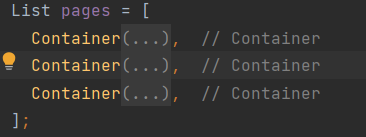 List pages = [
Container(...), // Container
Container(...), // Container
Container(...), // Container
];